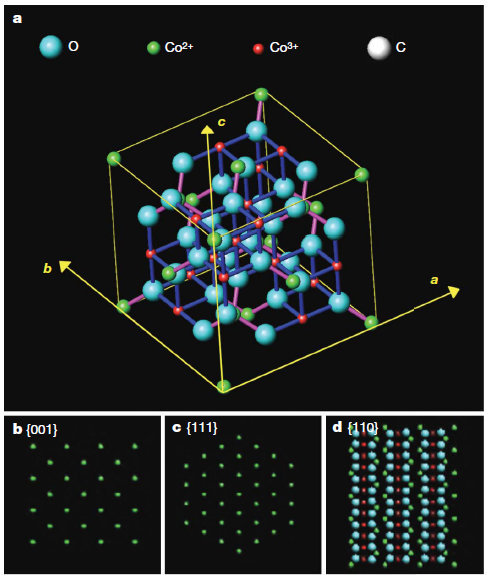 a
O Co2+ Co3+ C
c
b
a
b {001}
c {111}
d {110}